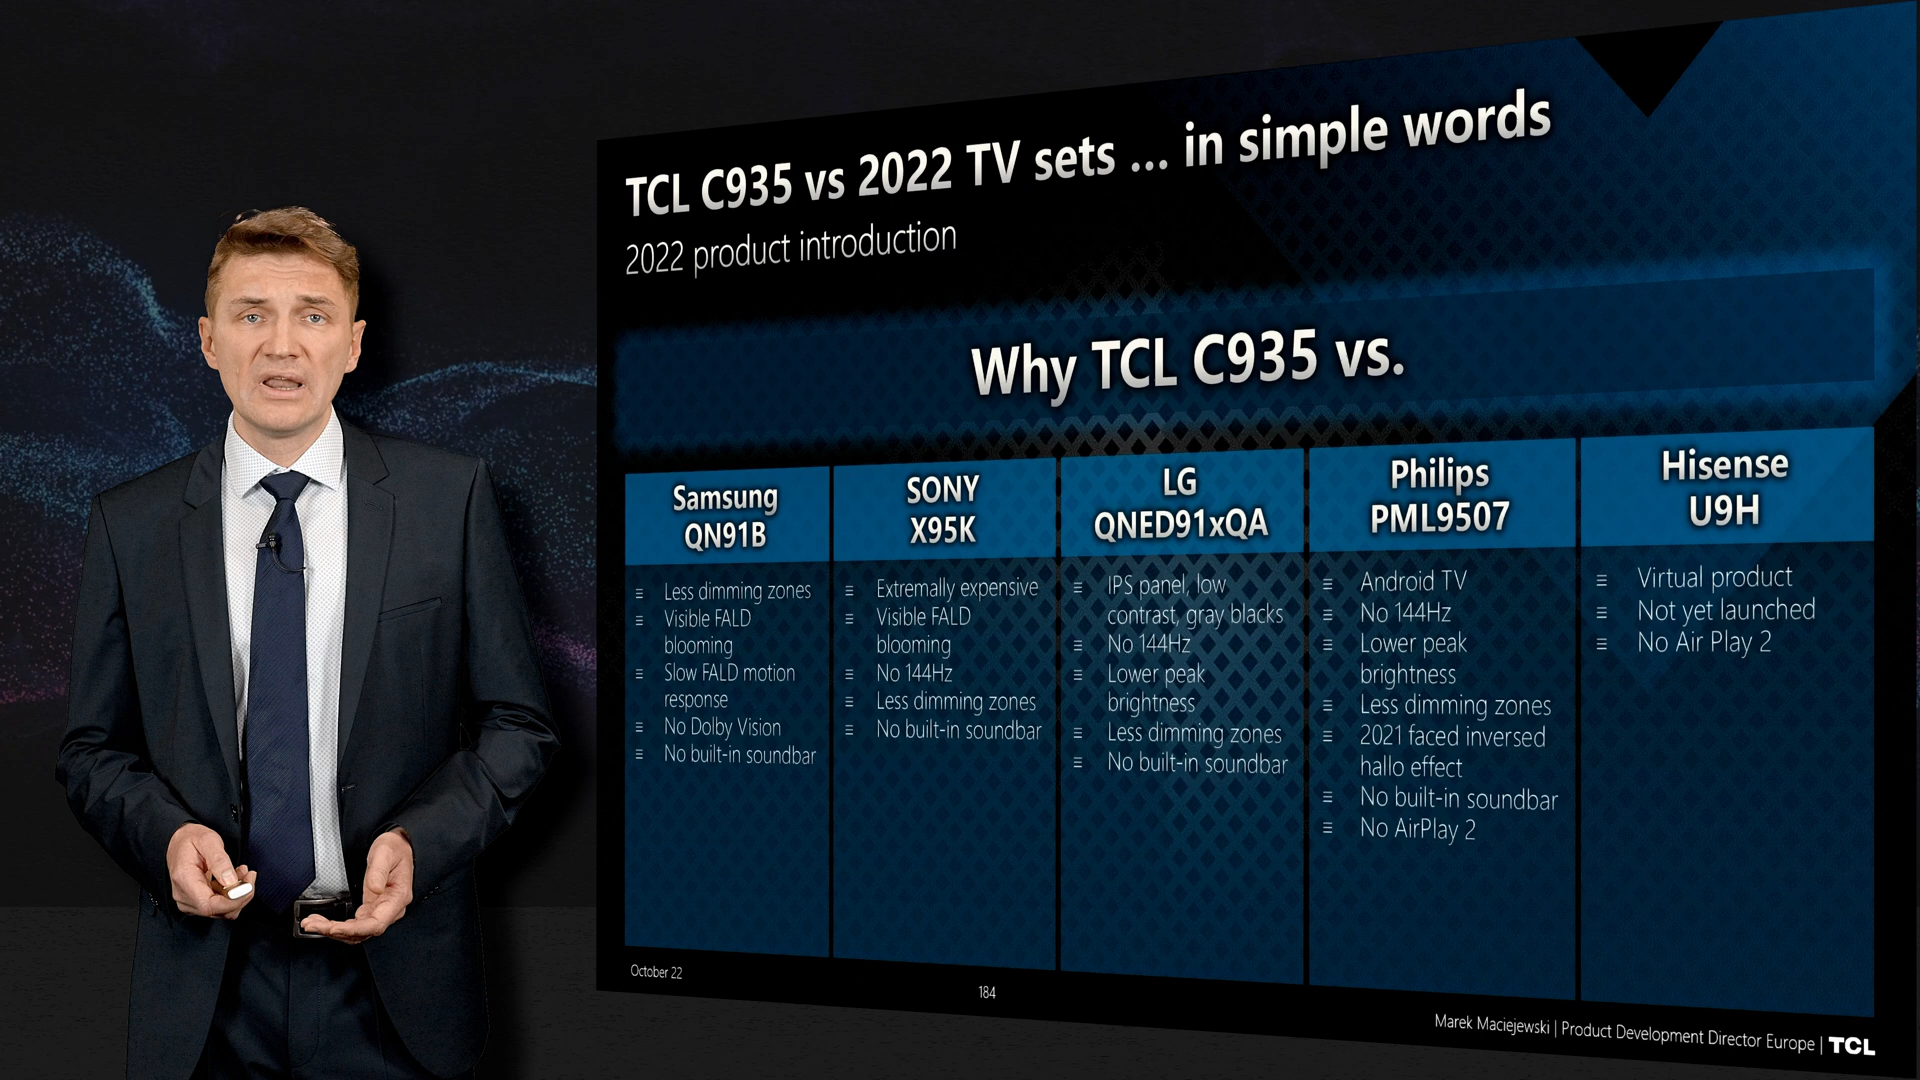 TCL C935 vs 2022 TV sets ... in simple words
2022 product introduction
Why TCL C935 vs.
Samsung
QN91B
Less dimming zones
Visible FALD
blooming
Slow FALD motion
response
No Dolby Vision
No built-in soundbar
SONY
X95K
Extremally expensive
Visible FALD
blooming
No 144Hz
Less dimming zones
No built-in soundbar
LG
QNED91xQA
IPS panel, low
contrast, gray blacks
No 144Hz
Lower peak
brightness
Less dimming zones
No built-in soundbar
Philips
PML9507
Android TV
No 144Hz
Lower peak
brightness
Less dimming zones
2021 faced inversed
hallo effect
No built-in soundbar
No AirPlay 2
Hisense
U9H
Virtual product
Not yet launched
No Air Play 2
October 22
184
Marek Maciejewski | Product Development Director Europe | TCL